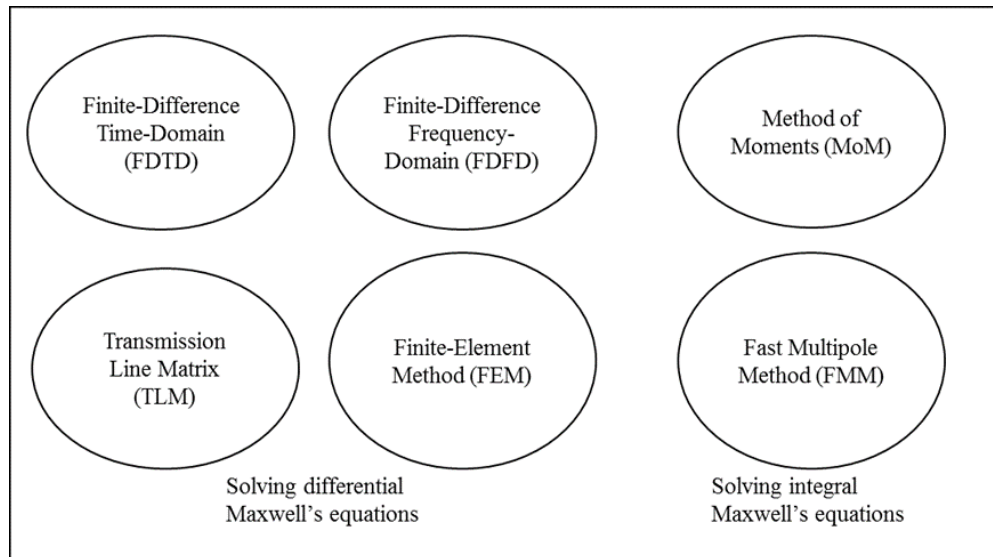 Finite-Difference
Time-Domain
(FDTD)
Finite-Difference
Frequency-
Domain (FDFD)
Method of
Moments (MoM)
Transmission
Line Matrix
(TLM)
Finite-Element
Method (FEM)
Fast Multipole
Method (FMM)
Solving differential
Maxwell’s equations
Solving integral
Maxwell’s equations